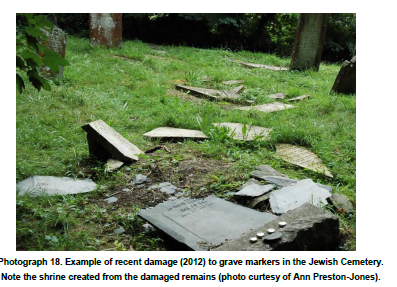 Photograph 18. Example of recent damage (2012) to grave markers in the Jewish Cemetery.
Note the shrine created from the damaged remains (photo curtesy of Ann Preston-Jones).